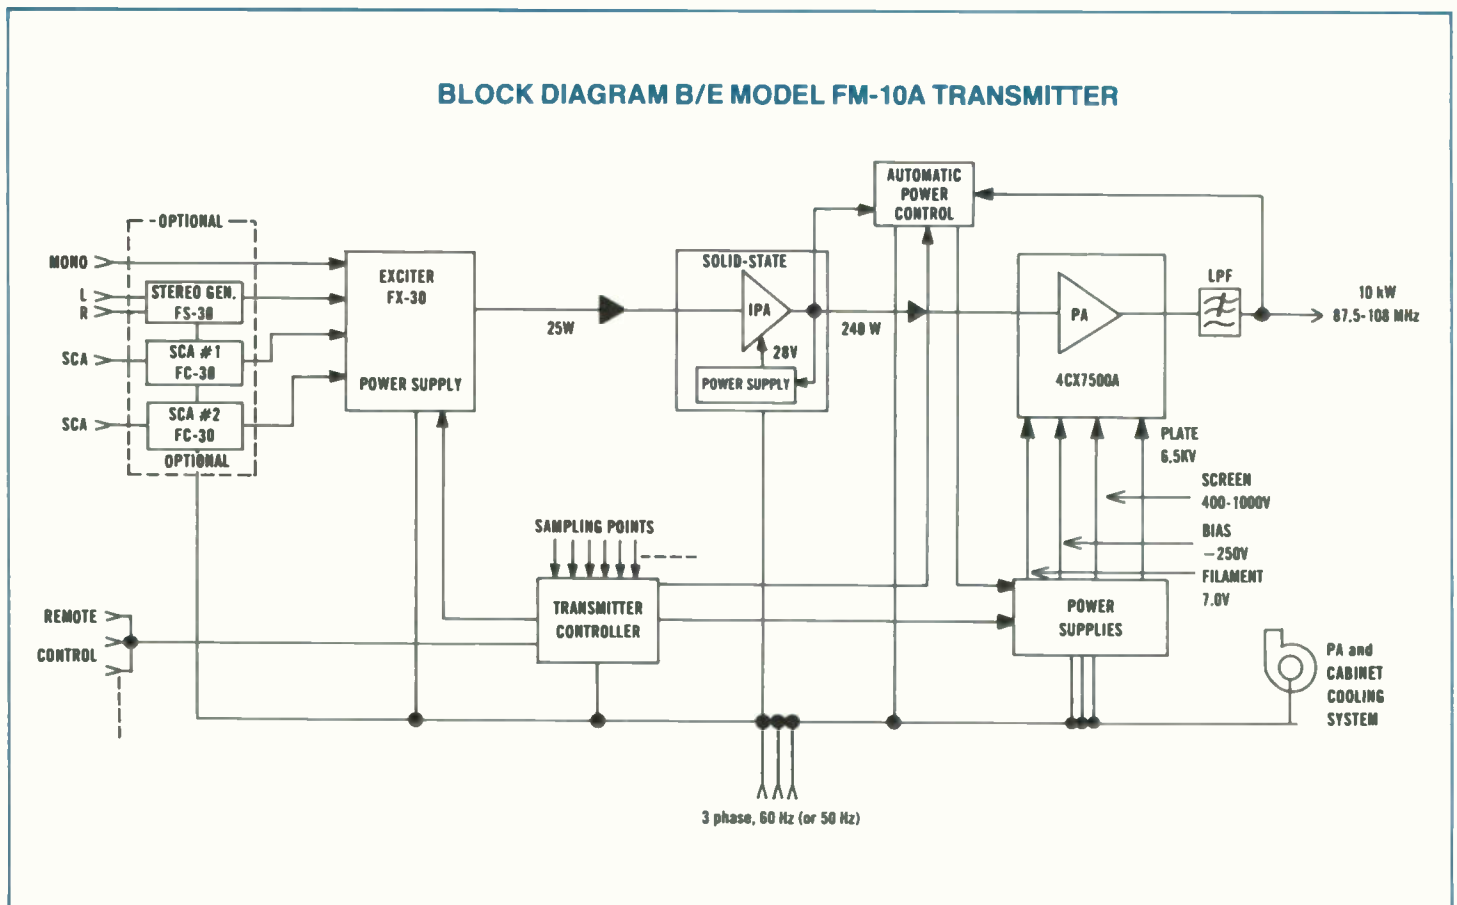 BLOCK DIAGRAM B/E MODEL FM-10A TRANSMITTER
OPTIONAL
MONO
L
R
STEREO GEN.
FS-30
SCA
SCA #1
FC-30
SCA
SCA #2
FC-30
OPTIONAL
EXCITER
FX-30
POWER SUPPLY
25W
SOLID-STATE
IPA
28V
POWER SUPPLY
240 W
AUTOMATIC
POWER
CONTROL
PA
4CX7500A
LPF
10 kW
87.5-108 MHz
PLATE
6.5KV
SCREEN
400-1000V
BIAS
-250V
FILAMENT
7.0V
SAMPLING POINTS
TRANSMITTER
CONTROLLER
POWER
SUPPLIES
REMOTE
CONTROL
PA and
CABINET
COOLING
SYSTEM
3 phase, 60 Hz (or 50 Hz)